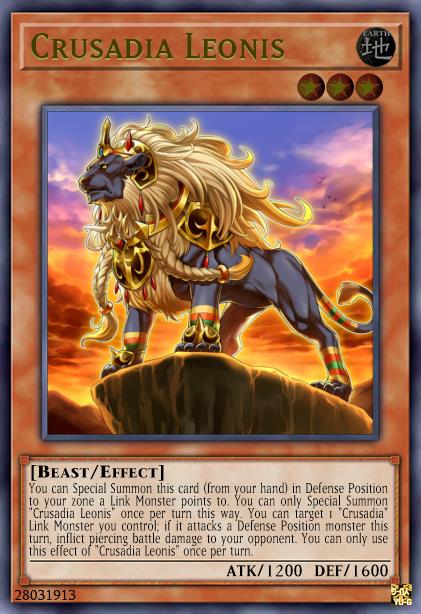 Crusadia Leonis
EARTH
地
[Beast/Effect]
You can Special Summon this card (from your hand) in Defense Position
to your zone a Link Monster points to. You can only Special Summon
"Crusadia Leonis" once per turn this way. You can target 1 "Crusadia"
Link Monster you control; if it attacks a Defense Position monster this
turn, inflict piercing battle damage to your opponent. You can only use
this effect of "Crusadia Leonis" once per turn.
ATK/1200 DEF/1600
28031913